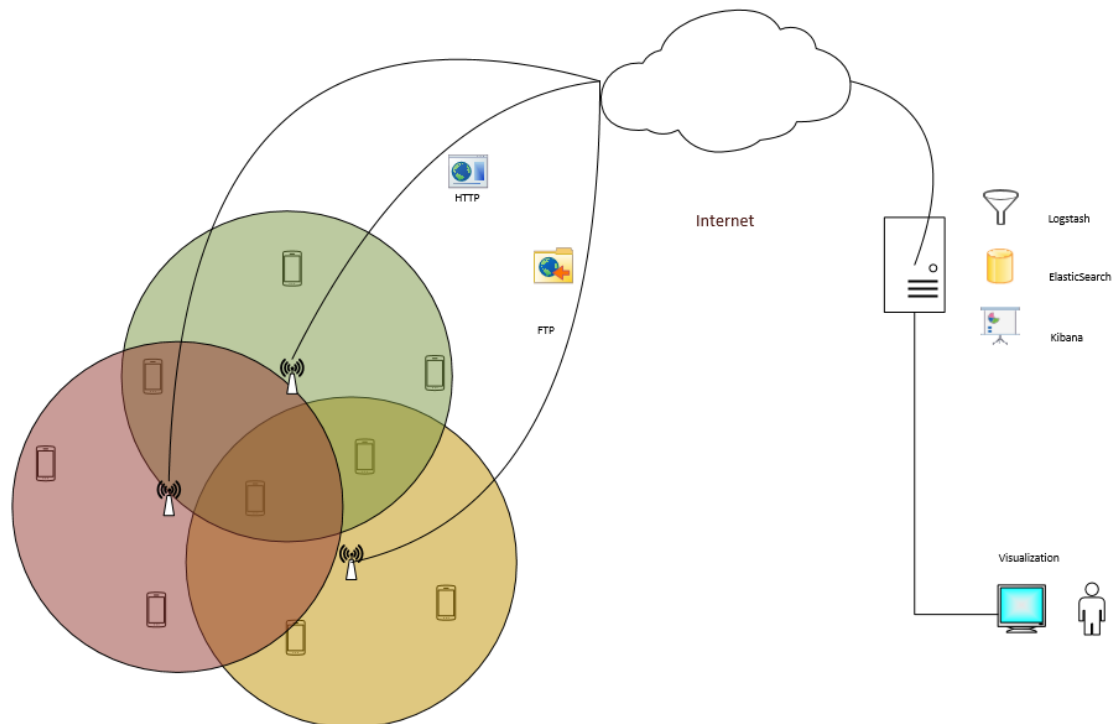 HTTP
Internet
Logstash
FTP
ElasticSearch
Kibana
Visualization